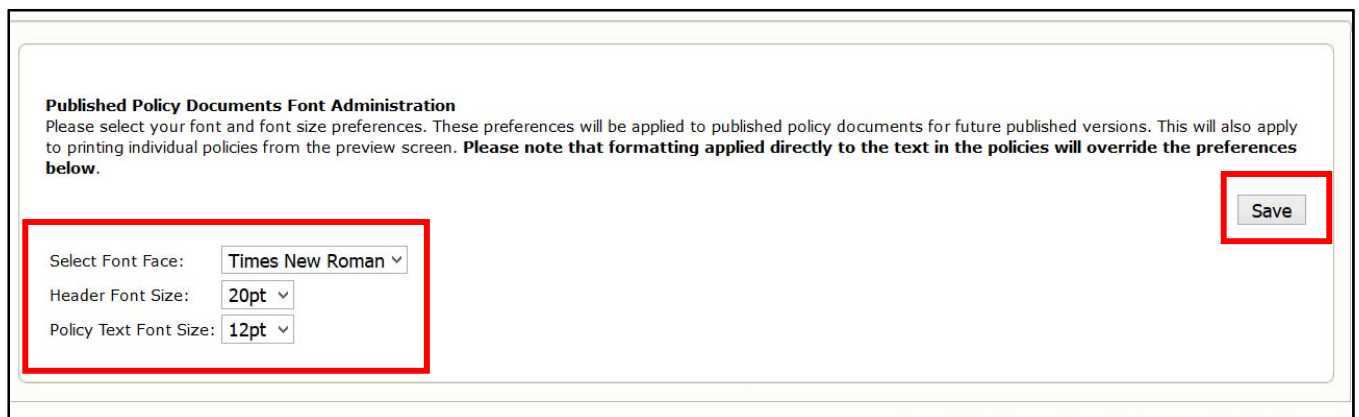 Published Policy Documents Font Administration
Please select your font and font size preferences. These preferences will be applied to published policy documents for future published versions. This will also apply
to printing individual policies from the preview screen. Please note that formatting applied directly to the text in the policies will override the preferences
below.
Save
Select Font Face: Times New Roman
Header Font Size: 20pt
Policy Text Font Size: 12pt